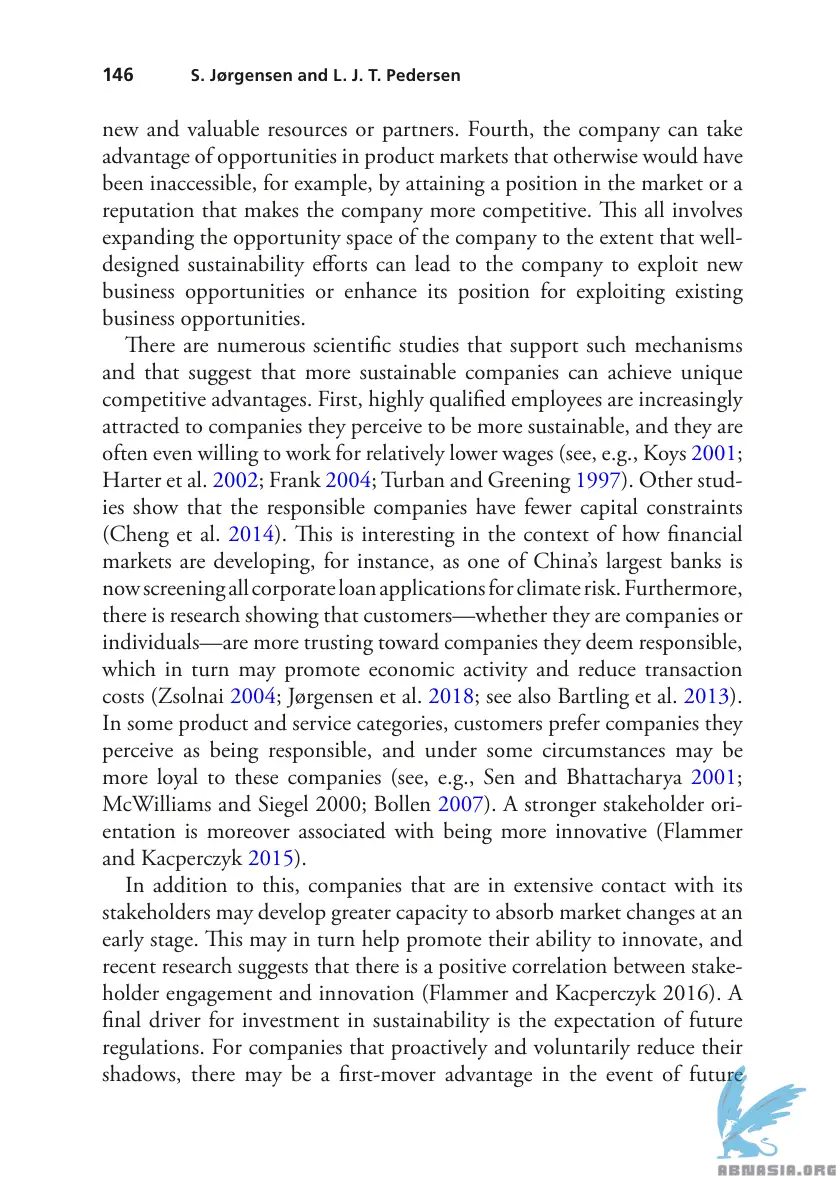 146 S. Jørgensen and L. J. T. Pedersen
new and valuable resources or partners. Fourth, the company can take
advantage of opportunities in product markets that otherwise would have
been inaccessible, for example, by attaining a position in the market or a
reputation that makes the company more competitive. This all involves
expanding the opportunity space of the company to the extent that well-
designed sustainability efforts can lead to the company to exploit new
business opportunities or enhance its position for exploiting existing
business opportunities.
There are numerous scientific studies that support such mechanisms
and that suggest that more sustainable companies can achieve unique
competitive advantages. First, highly qualified employees are increasingly
attracted to companies they perceive to be more sustainable, and they are
often even willing to work for relatively lower wages (see, e.g., Koys 2001;
Harter et al. 2002; Frank 2004; Turban and Greening 1997). Other stud-
ies show that the responsible companies have fewer capital constraints
(Cheng et al. 2014). This is interesting in the context of how financial
markets are developing, for instance, as one of China’s largest banks is
now screening all corporate loan applications for climate risk. Furthermore,
there is research showing that customers—whether they are companies or
individuals—are more trusting toward companies they deem responsible,
which in turn may promote economic activity and reduce transaction
costs (Zsolnai 2004; Jørgensen et al. 2018; see also Bartling et al. 2013).
In some product and service categories, customers prefer companies they
perceive as being responsible, and under some circumstances may be
more loyal to these companies (see, e.g., Sen and Bhattacharya 2001;
McWilliams and Siegel 2000; Bollen 2007). A stronger stakeholder ori-
entation is moreover associated with being more innovative (Flammer
and Kacperczyk 2015).
In addition to this, companies that are in extensive contact with its
stakeholders may develop greater capacity to absorb market changes at an
early stage. This may in turn help promote their ability to innovate, and
recent research suggests that there is a positive correlation between stake-
holder engagement and innovation (Flammer and Kacperczyk 2016). A
final driver for investment in sustainability is the expectation of future
regulations. For companies that proactively and voluntarily reduce their
shadows, there may be a first-mover advantage in the event of future
ABNASIA.ORG